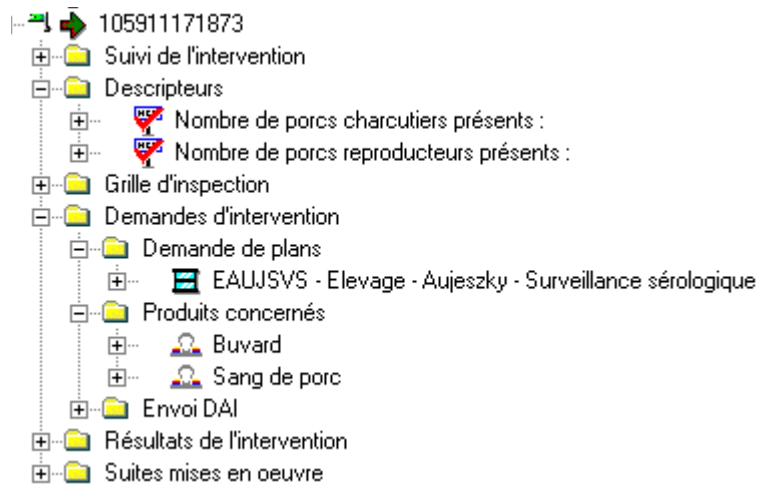 105911171873
Suivi de l'intervention
Descripteurs
Nombre de porcs charcutiers présents :
Nombre de porcs reproducteurs présents :
Grille d'inspection
Demandes d'intervention
Demande de plans
EAUJSVS - Elevage - Aujeszky - Surveillance sérologique
Produits concernés
Buvard
Sang de porc
Envoi DAI
Résultats de l'intervention
Suites mises en oeuvre